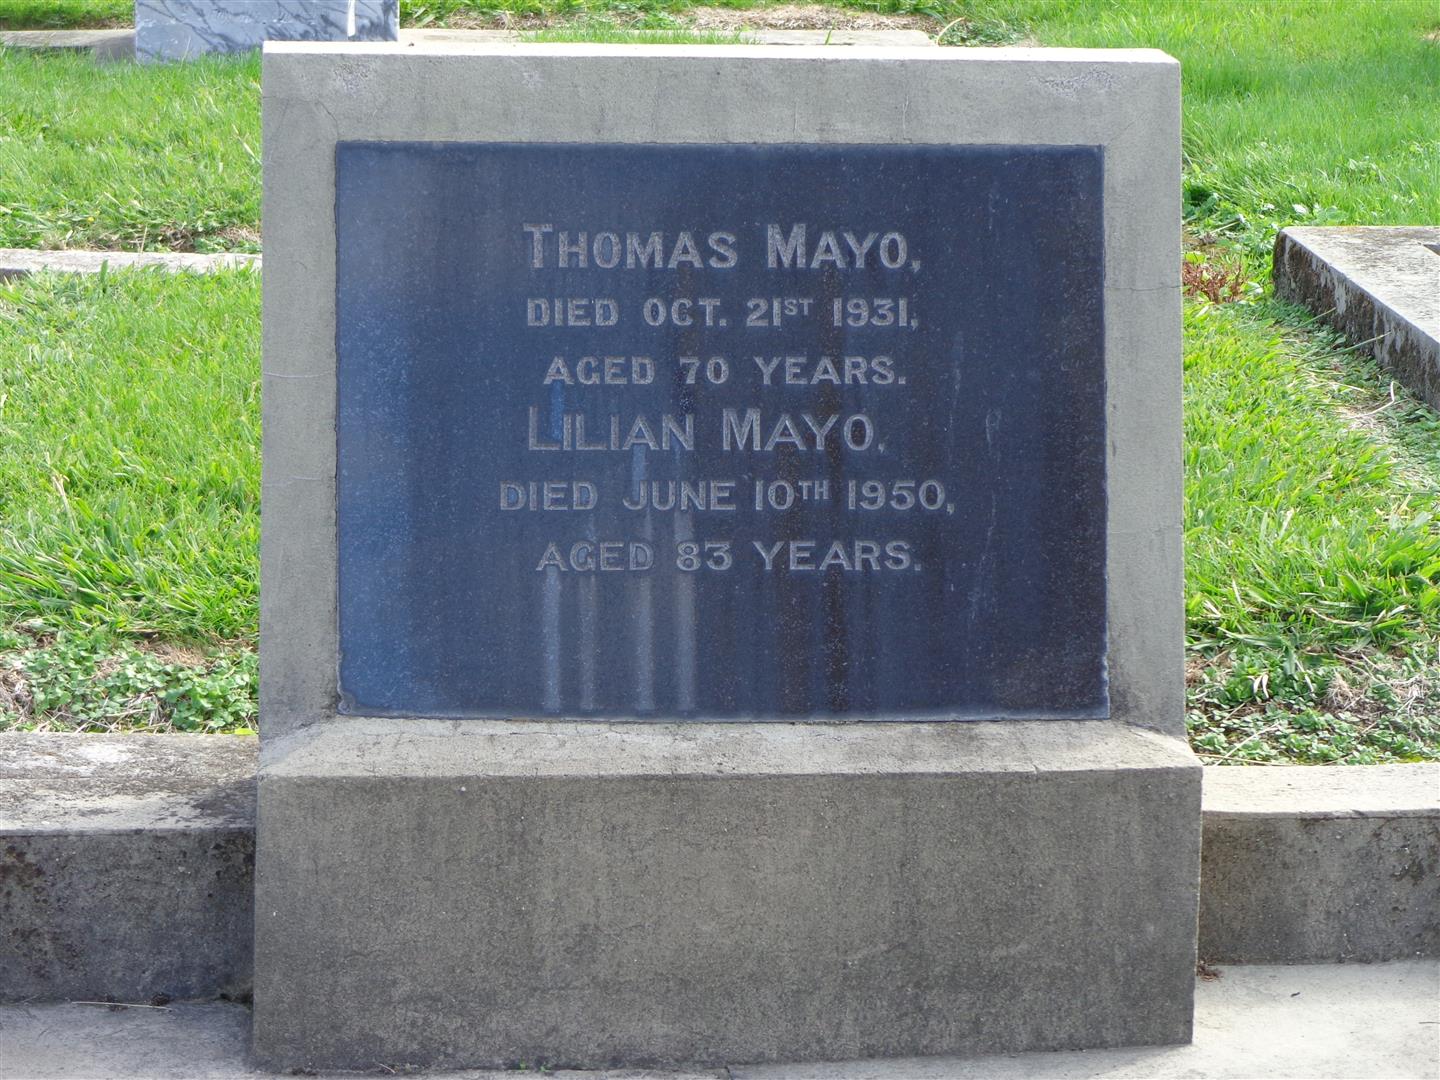 THOMAS MAYO,
DIED OCT. 21ST 1931,
AGED 70 YEARS.
LILIAN MAYO,
DIED JUNE 10TH 1950,
AGED 83 YEARS.